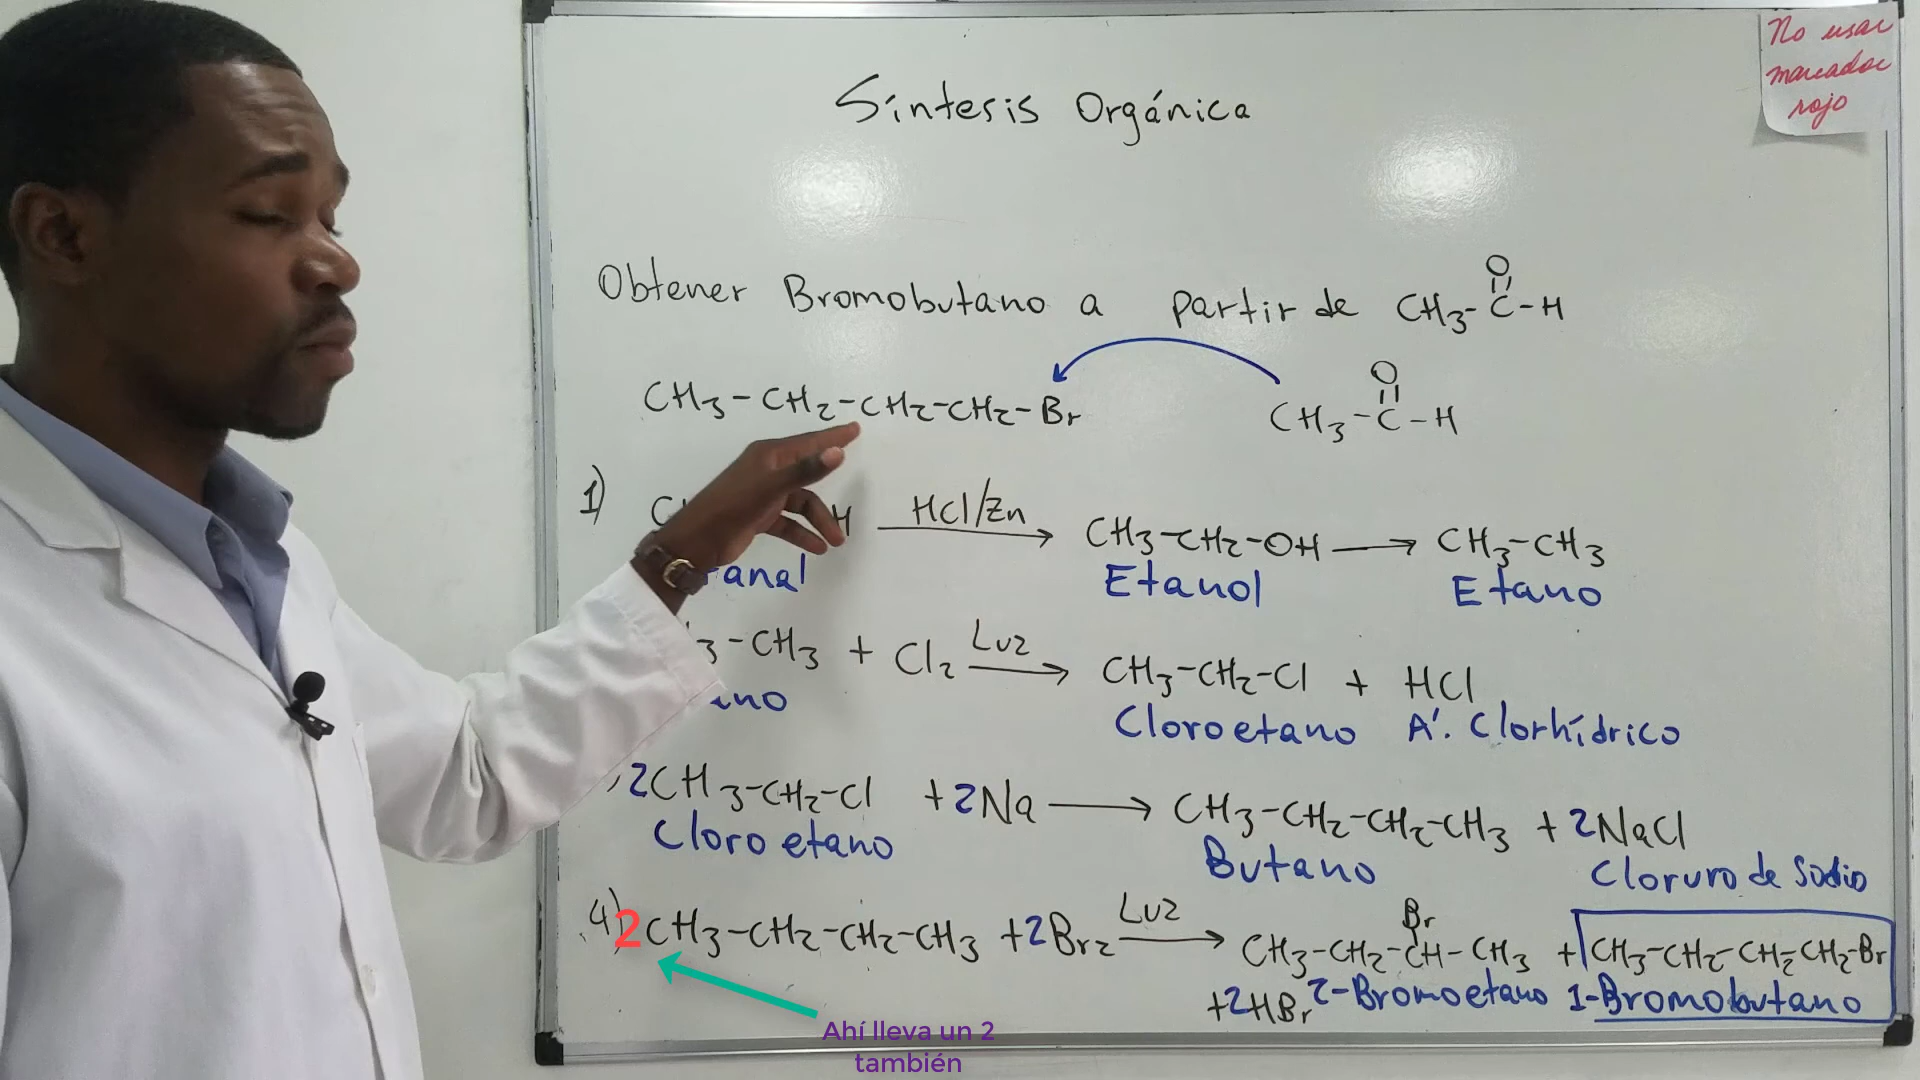 No usar
marcador
rojo
Síntesis Orgánica
Obtener Bromobutano a partir de CH3-C-H
O
CH3-CH2-CH2-CH2-Br
O
CH3-C-H
1)
H HCl/Zn CH3-CH2-OH CH3-CH3
anal Etanol Etano
3-CH3 + Cl2 Luz CH3-CH2-Cl + HCl
ano Cloroetano A'. Clorhídrico
2CH3-CH2-Cl +2Na CH3-CH2-CH2-CH3 + 2NaCl
Cloro etano Butano Cloruro de Sodio
4) 2CH3-CH2-CH2-CH3 +2Br2 Luz CH3-CH2-CH-CH3 + CH3-CH2-CH2-CH2-Br
Br
+2HBr 2-Bromoetano 1-Bromobutano
Ahí lleva un 2
también